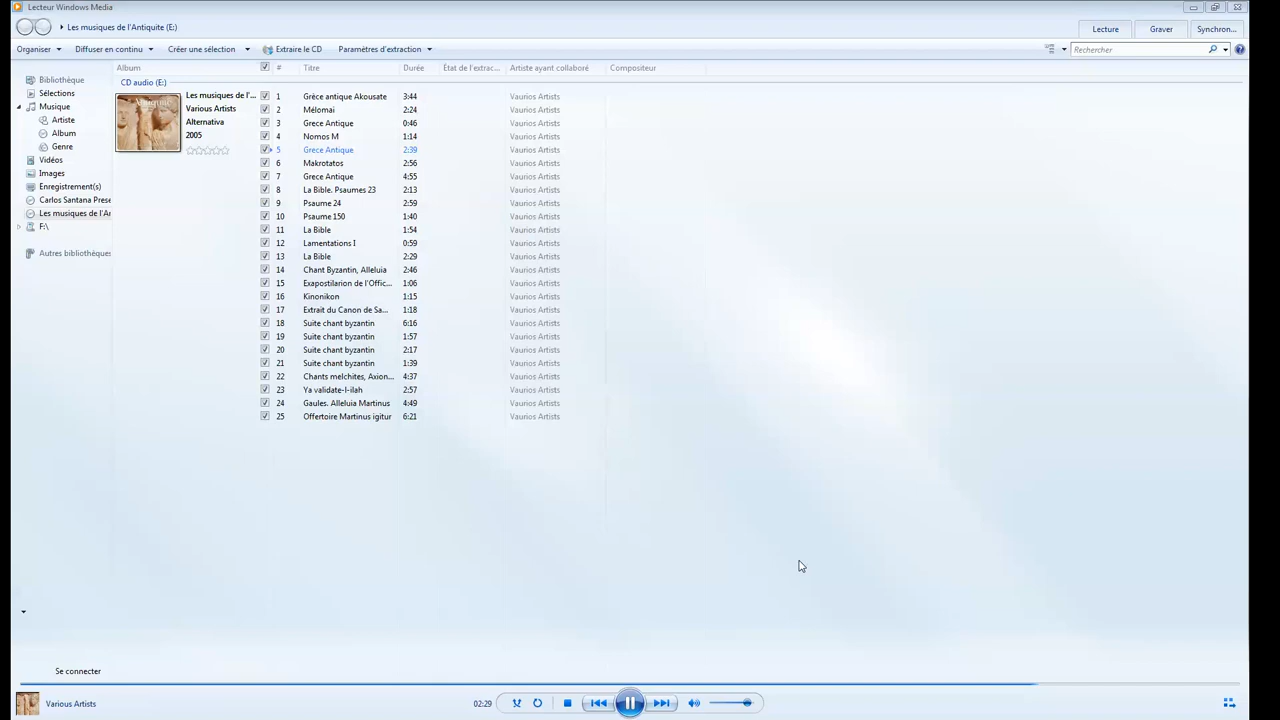 Lecteur Windows Media
Les musiques de l'Antiquite (E:)
Lecture Graver Synchron...
Organiser Diffuser en continu Créer une sélection Extraire le CD Paramètres d'extraction Rechercher
Album # Titre Durée État de l'extrac... Artiste ayant collaboré Compositeur
Bibliothèque
Sélections
Musique
Artiste
Album
Genre
Vidéos
Images
Enregistrement(s)
Carlos Santana Prese
Les musiques de l'Ar
F:\
Autres bibliothèques
CD audio (E:)
Les musiques de l'...
Various Artists
Alternativa
2005
1 Grèce antique Akousate 3:44 Vaurios Artists
2 Mélomai 2:24 Vaurios Artists
3 Grece Antique 0:46 Vaurios Artists
4 Nomos M 1:14 Vaurios Artists
5 Grece Antique 2:39 Vaurios Artists
6 Makrotatos 2:56 Vaurios Artists
7 Grece Antique 4:55 Vaurios Artists
8 La Bible. Psaumes 23 2:13 Vaurios Artists
9 Psaume 24 2:59 Vaurios Artists
10 Psaume 150 1:40 Vaurios Artists
11 La Bible 1:54 Vaurios Artists
12 Lamentations I 0:59 Vaurios Artists
13 La Bible 2:29 Vaurios Artists
14 Chant Byzantin, Alleluia 2:46 Vaurios Artists
15 Exapostilarion de l'Offic... 1:06 Vaurios Artists
16 Kinonikon 1:15 Vaurios Artists
17 Extrait du Canon de Sa... 1:18 Vaurios Artists
18 Suite chant byzantin 6:16 Vaurios Artists
19 Suite chant byzantin 1:57 Vaurios Artists
20 Suite chant byzantin 2:17 Vaurios Artists
21 Suite chant byzantin 1:39 Vaurios Artists
22 Chants melchites, Axion... 4:37 Vaurios Artists
23 Ya validate-l-ilah 2:57 Vaurios Artists
24 Gaules. Alleluia Martinus 4:49 Vaurios Artists
25 Offertoire Martinus igitur 6:21 Vaurios Artists
Se connecter
Various Artists
02:29